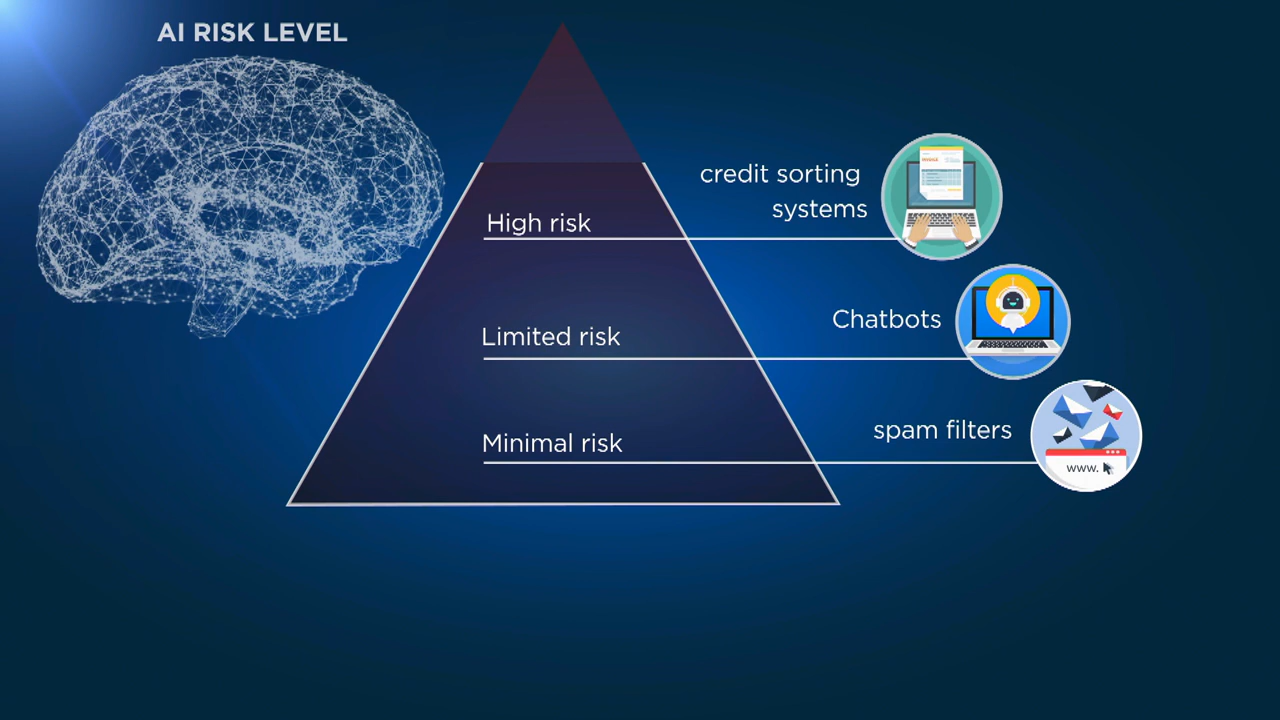 AI RISK LEVEL
credit sorting
systems
High risk
Chatbots
Limited risk
spam filters
Minimal risk
www.